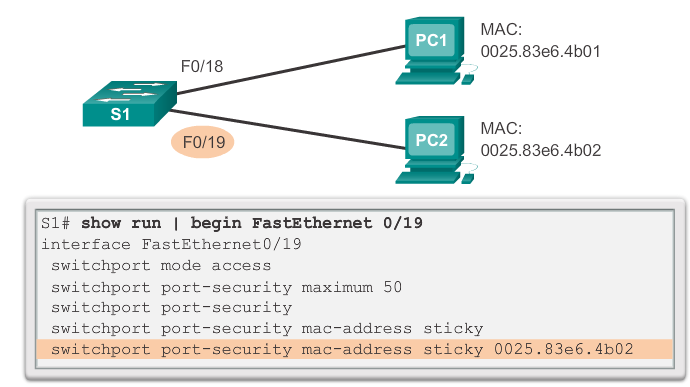 PC1
MAC:
0025.83e6.4b01
F0/18
S1
F0/19
PC2
MAC:
0025.83e6.4b02
S1# show run | begin FastEthernet 0/19
interface FastEthernet0/19
switchport mode access
switchport port-security maximum 50
switchport port-security
switchport port-security mac-address sticky
switchport port-security mac-address sticky 0025.83e6.4b02